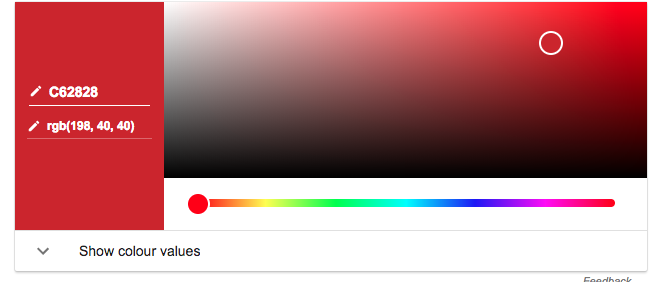 C62828
rgb(198, 40, 40)
Show colour values
Feedback